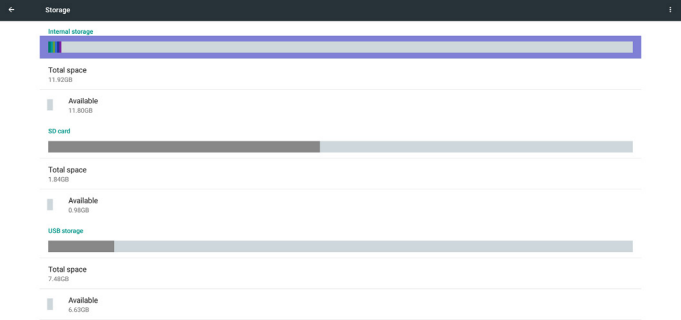 Storage
Internal storage
Total space
11.92GB
Available
11.80GB
SD card
Total space
1.84GB
Available
0.98GB
USB storage
Total space
7.48GB
Available
6.63GB